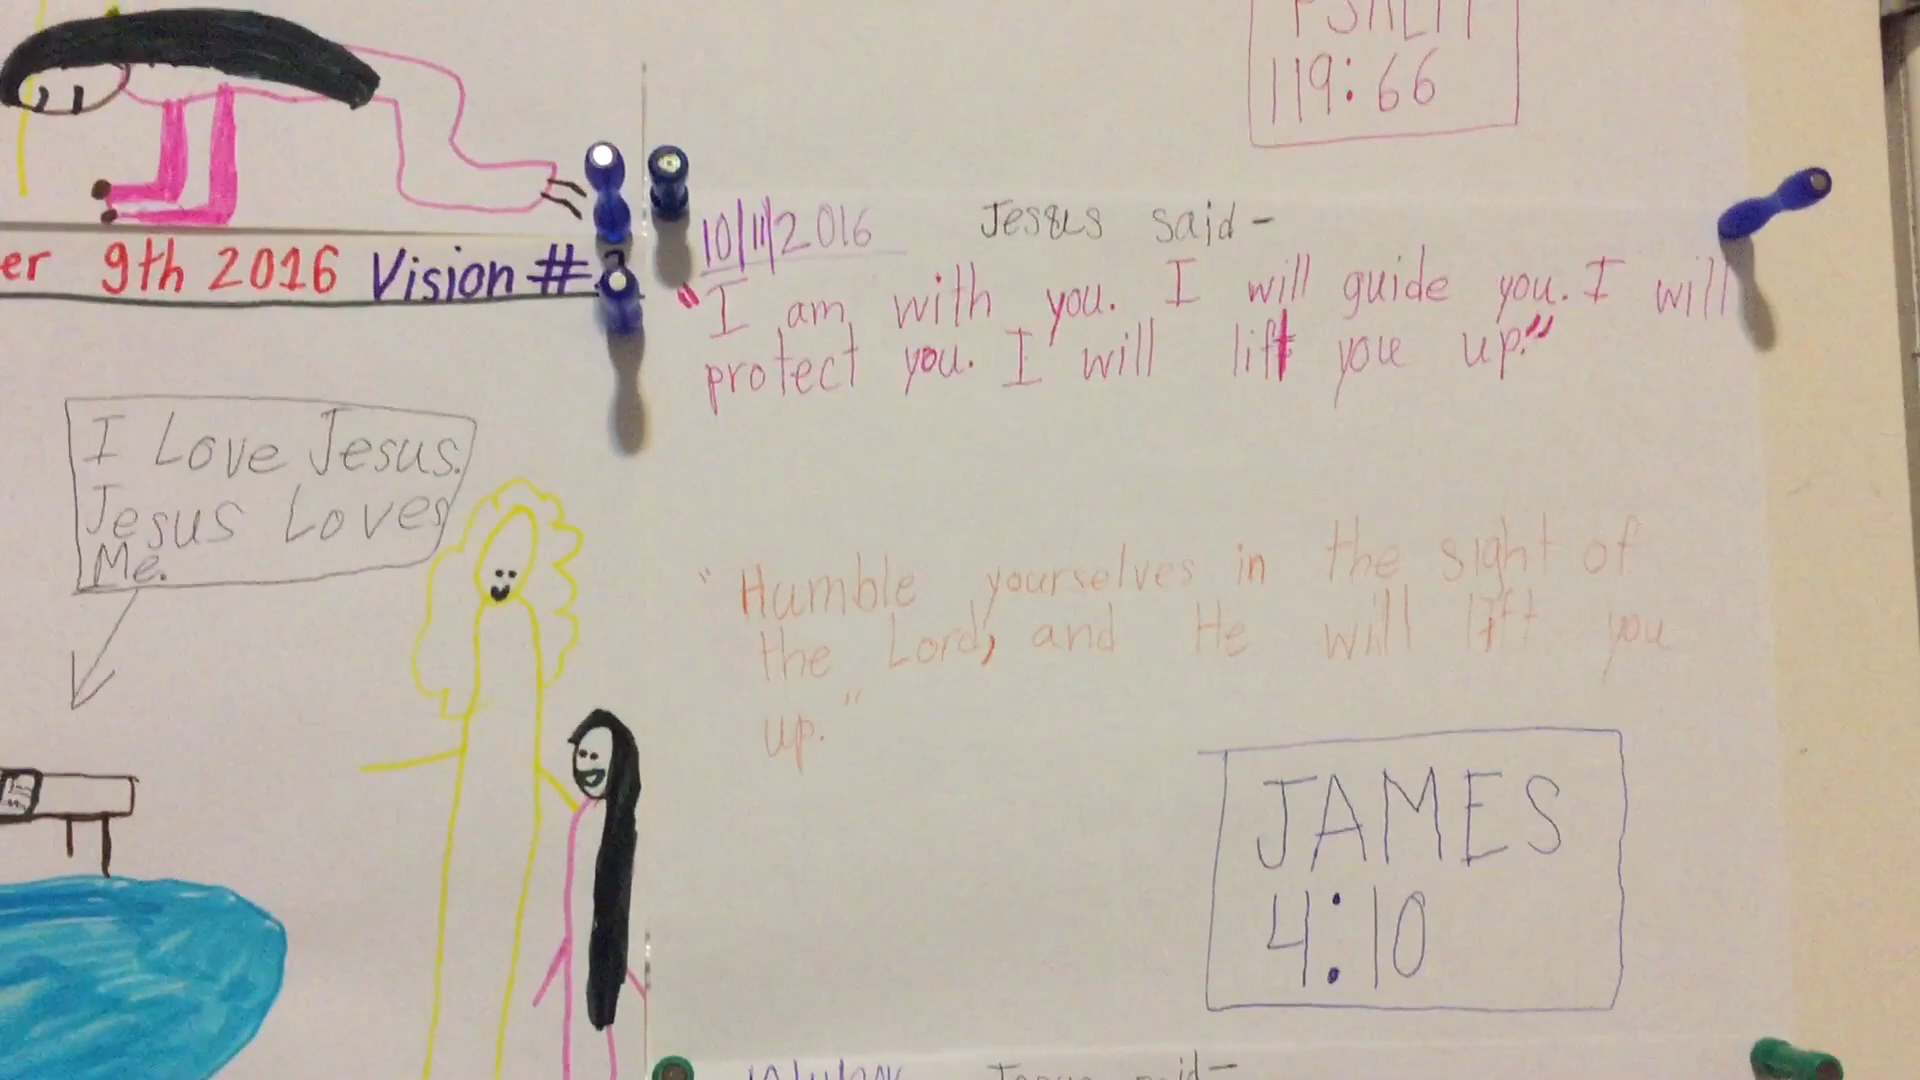 PSALM
119:66
er 9th 2016 Vision #
I Love Jesus.
Jesus Loves
Me.
10/11/2016 Jesus said-
"I am with you. I will guide you. I will
protect you. I will lift you up."
"Humble yourselves in the sight of
the Lord, and He will lift you
up."
JAMES
4:10
Jesus said-